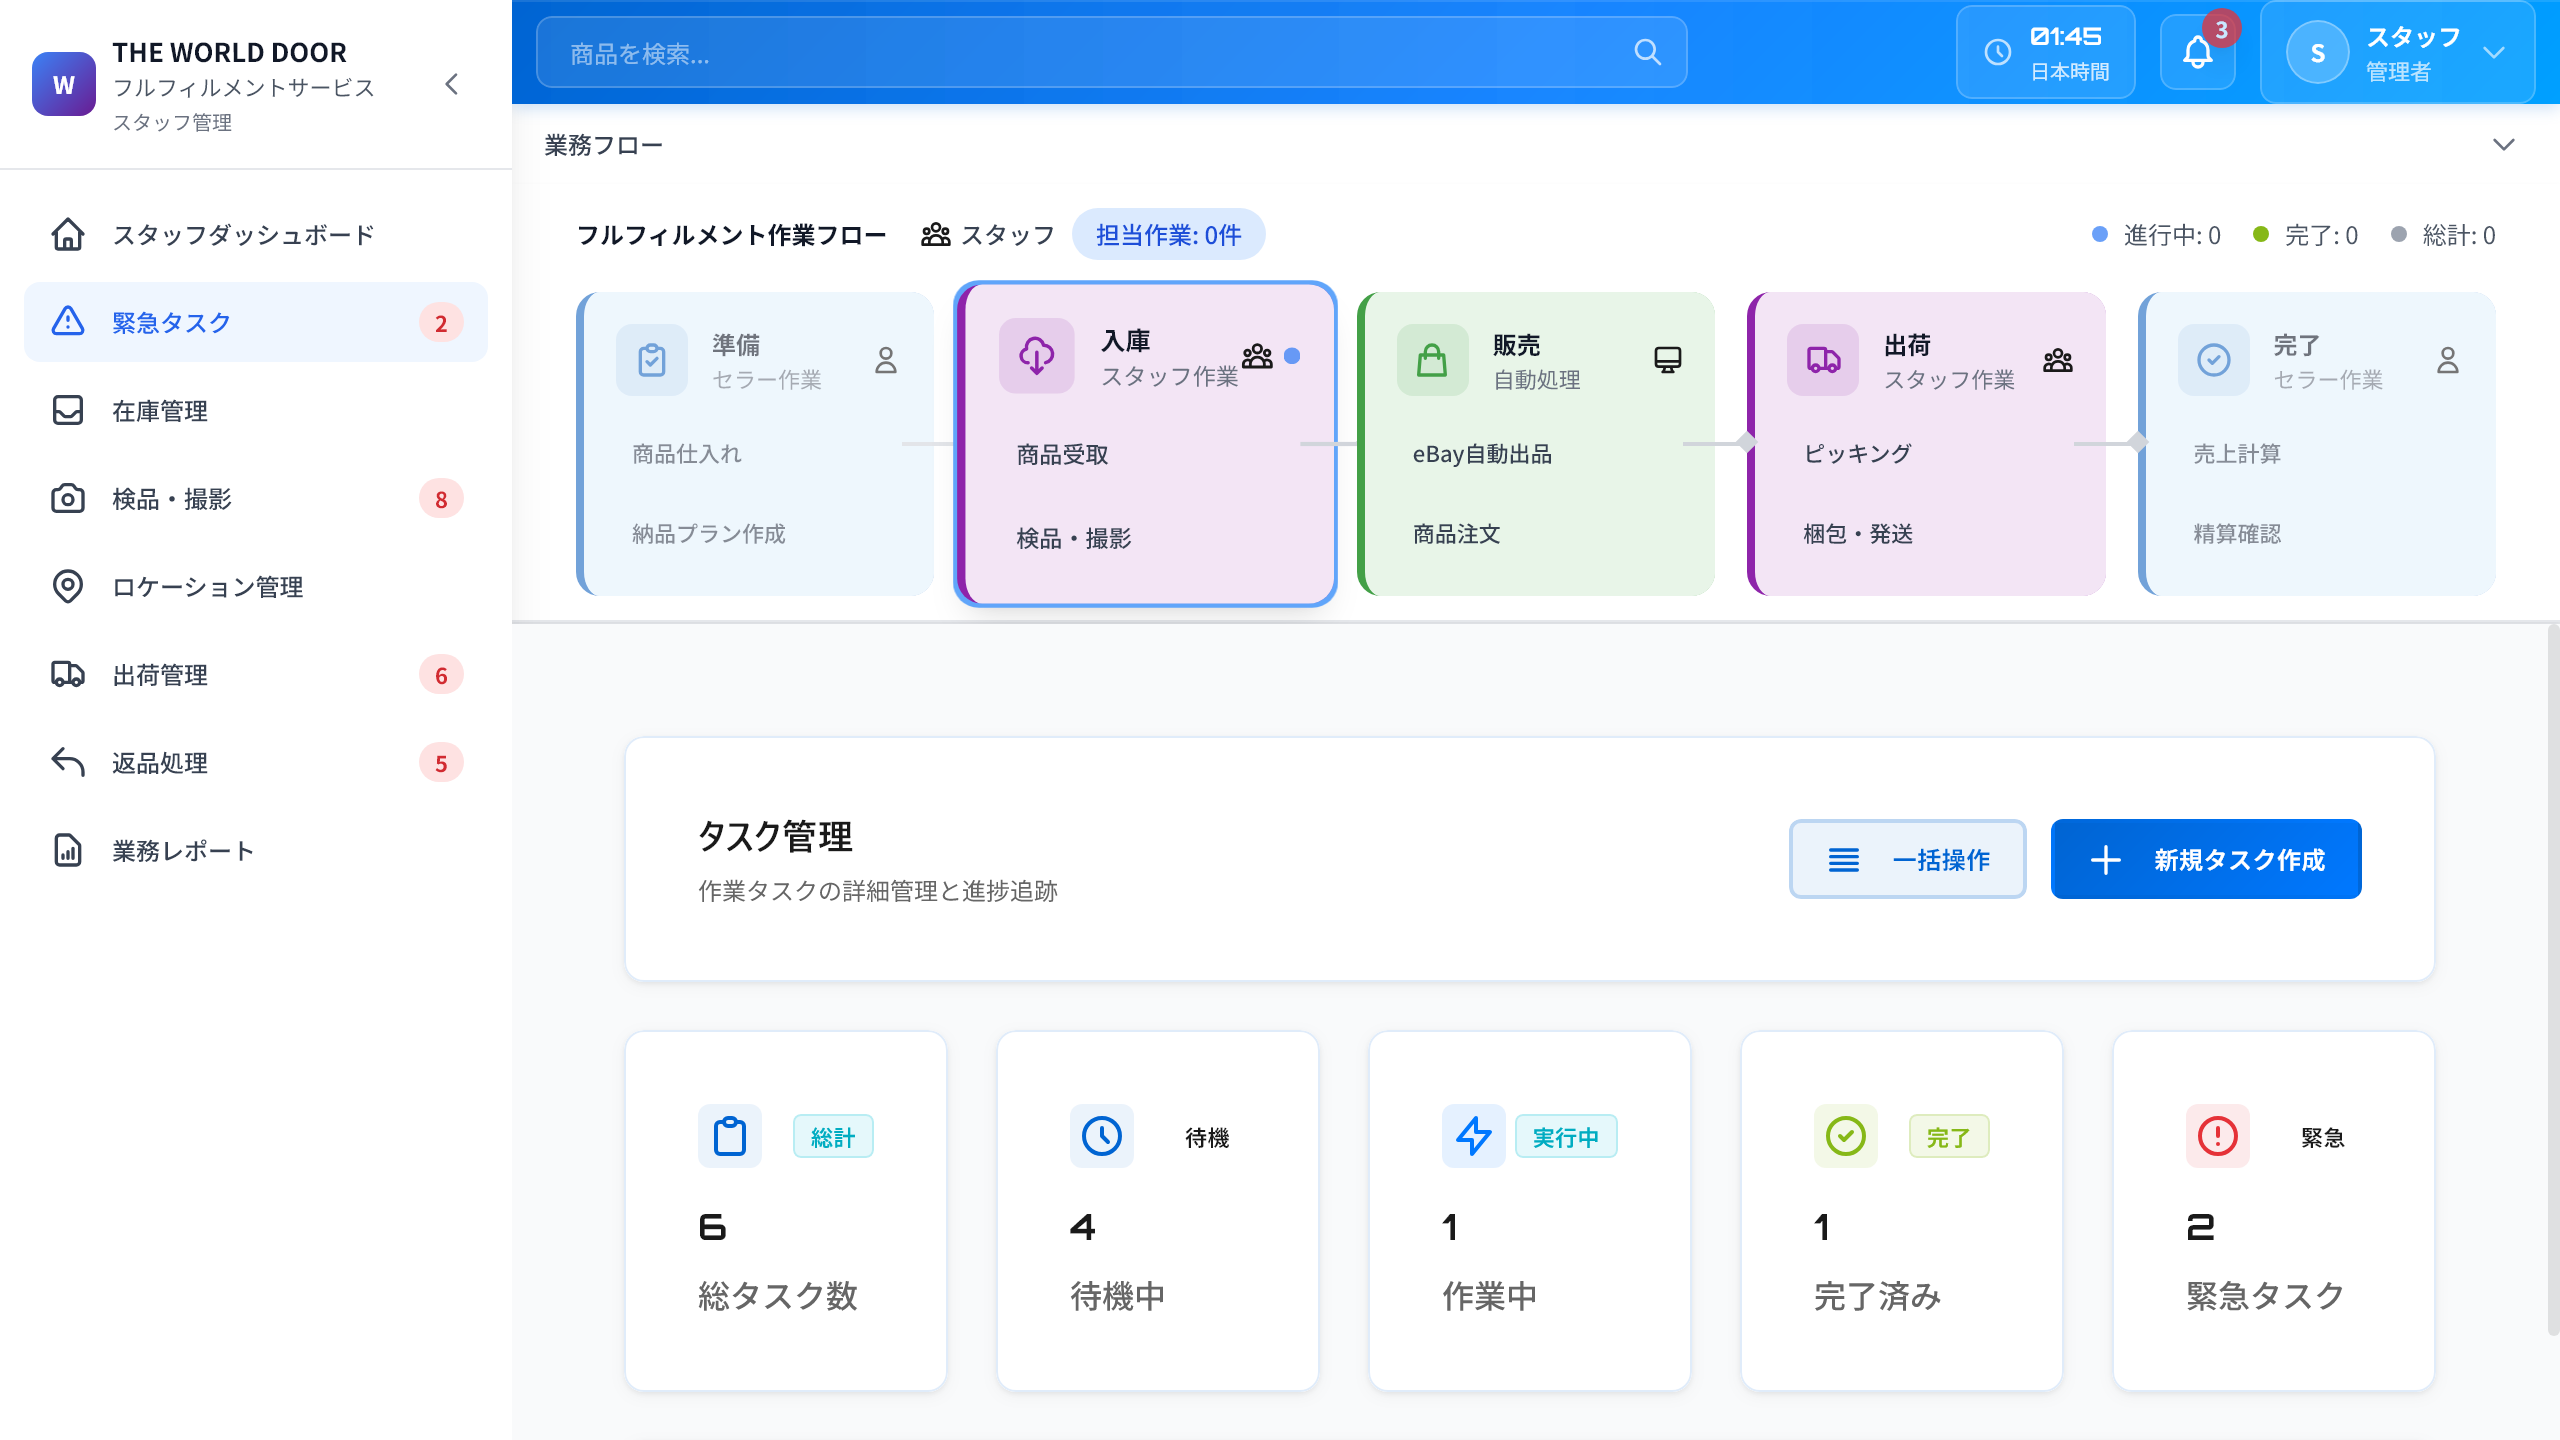 W
THE WORLD DOOR
フルフィルメントサービス
スタッフ管理
スタッフダッシュボード
緊急タスク 2
在庫管理
検品・撮影 8
ロケーション管理
出荷管理 6
返品処理 5
業務レポート
商品を検索...
01:45
日本時間
3
S
スタッフ
管理者
業務フロー
フルフィルメント作業フロー スタッフ 担当作業: 0件 進行中: 0 完了: 0 総計: 0
準備
セラー作業
商品仕入れ
納品プラン作成
入庫
スタッフ作業
商品受取
検品・撮影
販売
自動処理
eBay自動出品
商品注文
出荷
スタッフ作業
ピッキング
梱包・発送
完了
セラー作業
売上計算
精算確認
タスク管理
作業タスクの詳細管理と進捗追跡
一括操作
新規タスク作成
総計
6
総タスク数
待機
4
待機中
実行中
1
作業中
完了
1
完了済み
緊急
2
緊急タスク